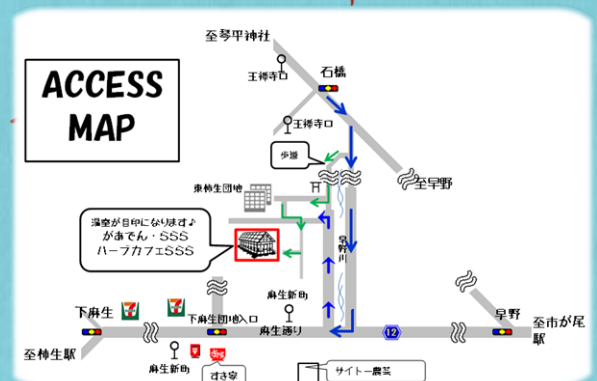 至琴平神社
王禅寺口
石橋
ACCESS
MAP
王禅寺口
歩道
至早野
東柿生団地
温室が目印になります♪
があでん・SSS
ハーブカフェSSS
早野川
麻生新町
下麻生
下麻生団地入口
麻生通り
12
早野
至市が尾
駅
至柿生駅
麻生新町
すき家
サイトー農芸